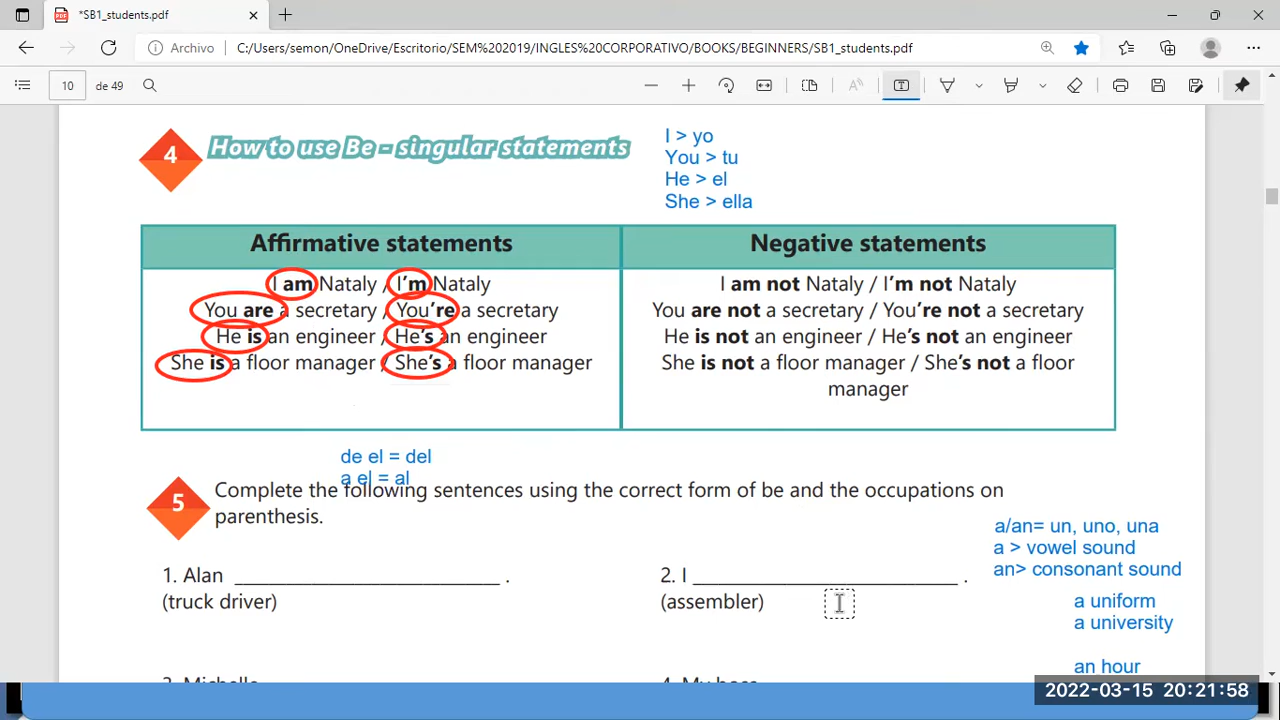 *SB1_students.pdf
Archivo C:/Users/semon/OneDrive/Escritorio/SEM%202019/INGLES%20CORPORATIVO/BOOKS/BEGINNERS/SB1_students.pdf
10 de 49
4 How to use Be - singular statements
I > yo
You > tu
He > el
She > ella
Affirmative statements
I am Nataly / I'm Nataly
You are a secretary / You're a secretary
He is an engineer / He's an engineer
She is a floor manager / She's a floor manager
Negative statements
I am not Nataly / I'm not Nataly
You are not a secretary / You're not a secretary
He is not an engineer / He's not an engineer
She is not a floor manager / She's not a floor
manager
de el = del
a el = al
5 Complete the following sentences using the correct form of be and the occupations on
parenthesis.
a/an= un, uno, una
a > vowel sound
an> consonant sound
a uniform
a university
an hour
1. Alan ___________________________ .
(truck driver)
2. I ___________________________ .
(assembler)
3. Michelle
4. My boss
2022-03-15 20:21:58